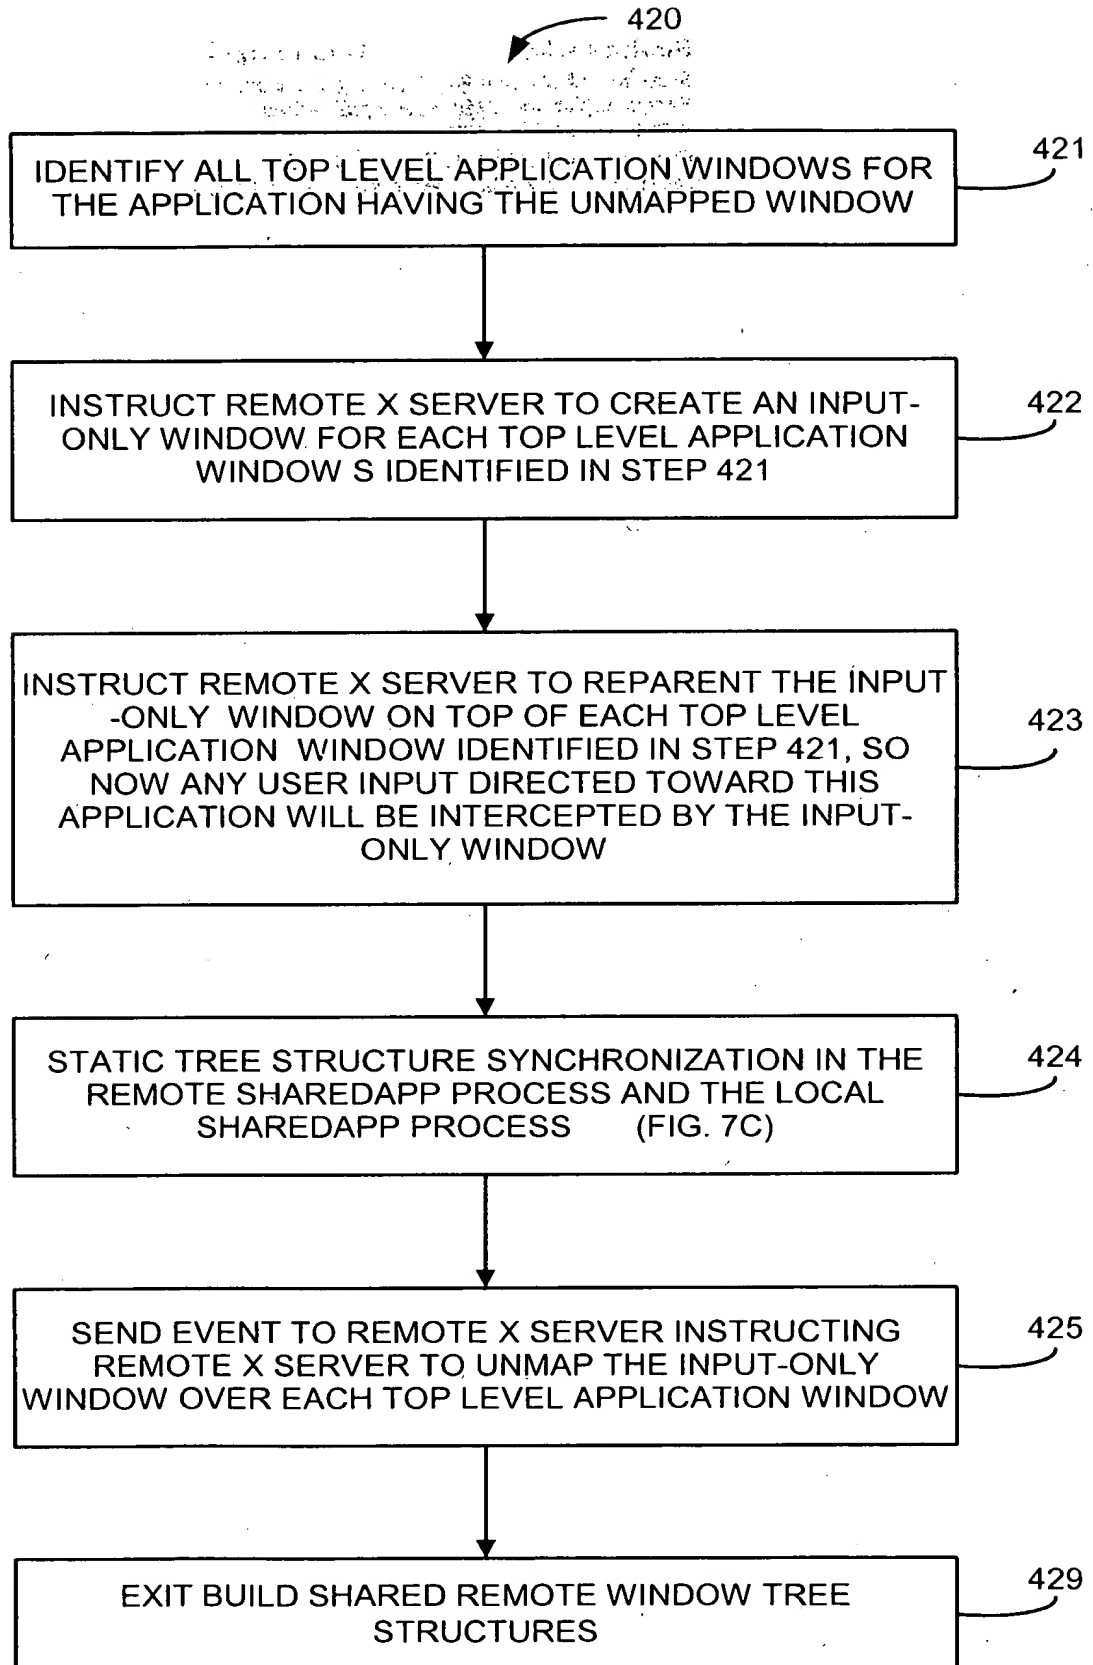 420
IDENTIFY ALL TOP LEVEL APPLICATION WINDOWS FOR
THE APPLICATION HAVING THE UNMAPPED WINDOW
421
INSTRUCT REMOTE X SERVER TO CREATE AN INPUT-
ONLY WINDOW FOR EACH TOP LEVEL APPLICATION
WINDOW S IDENTIFIED IN STEP 421
422
INSTRUCT REMOTE X SERVER TO REPARENT THE INPUT
-ONLY WINDOW ON TOP OF EACH TOP LEVEL
APPLICATION WINDOW IDENTIFIED IN STEP 421, SO
NOW ANY USER INPUT DIRECTED TOWARD THIS
APPLICATION WILL BE INTERCEPTED BY THE INPUT-
ONLY WINDOW
423
STATIC TREE STRUCTURE SYNCHRONIZATION IN THE
REMOTE SHAREDAPP PROCESS AND THE LOCAL
SHAREDAPP PROCESS (FIG. 7C)
424
SEND EVENT TO REMOTE X SERVER INSTRUCTING
REMOTE X SERVER TO UNMAP THE INPUT-ONLY
WINDOW OVER EACH TOP LEVEL APPLICATION WINDOW
425
EXIT BUILD SHARED REMOTE WINDOW TREE
STRUCTURES
429